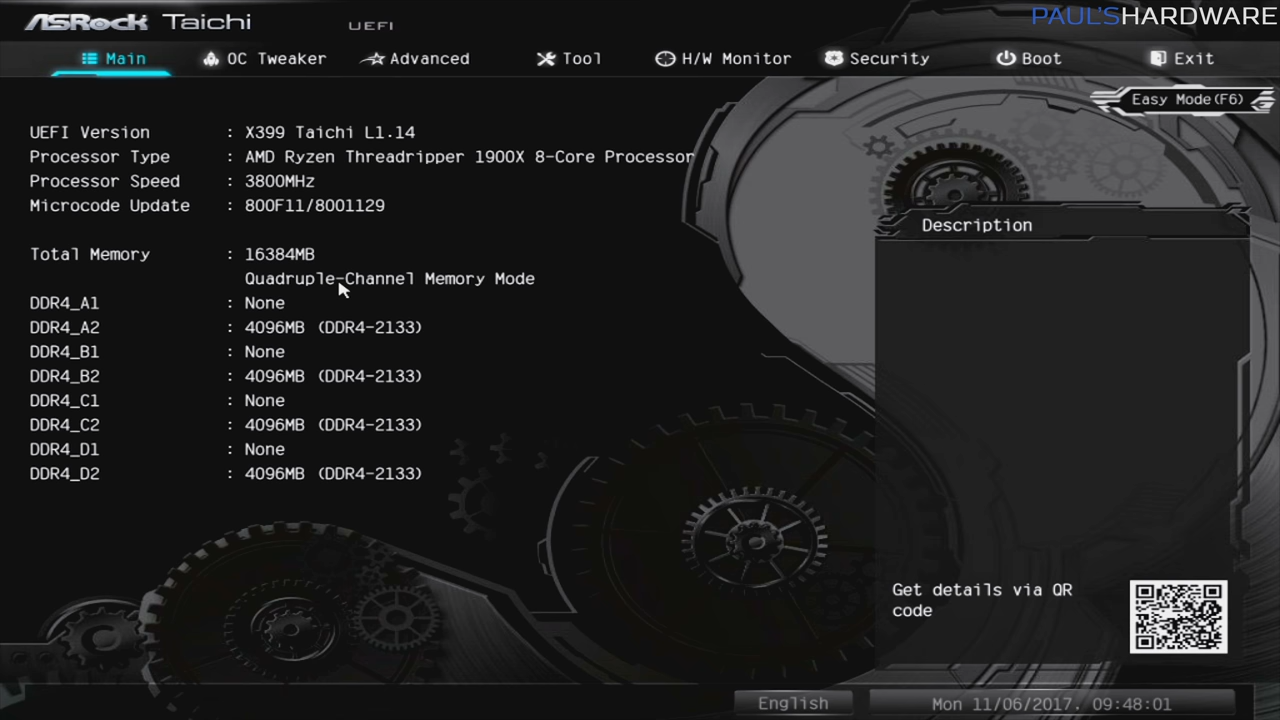 PAUL'SHARDWARE
ASRock Taichi UEFI
Main OC Tweaker Advanced Tool H/W Monitor Security Boot Exit
Easy Mode(F6)
UEFI Version : X399 Taichi L1.14
Processor Type : AMD Ryzen Threadripper 1900X 8-Core Processor
Processor Speed : 3800MHz
Microcode Update : 800F11/8001129
Total Memory : 16384MB
Quadruple-Channel Memory Mode
DDR4_A1 : None
DDR4_A2 : 4096MB (DDR4-2133)
DDR4_B1 : None
DDR4_B2 : 4096MB (DDR4-2133)
DDR4_C1 : None
DDR4_C2 : 4096MB (DDR4-2133)
DDR4_D1 : None
DDR4_D2 : 4096MB (DDR4-2133)
Description
Get details via QR
code
English Mon 11/06/2017. 09:48:01